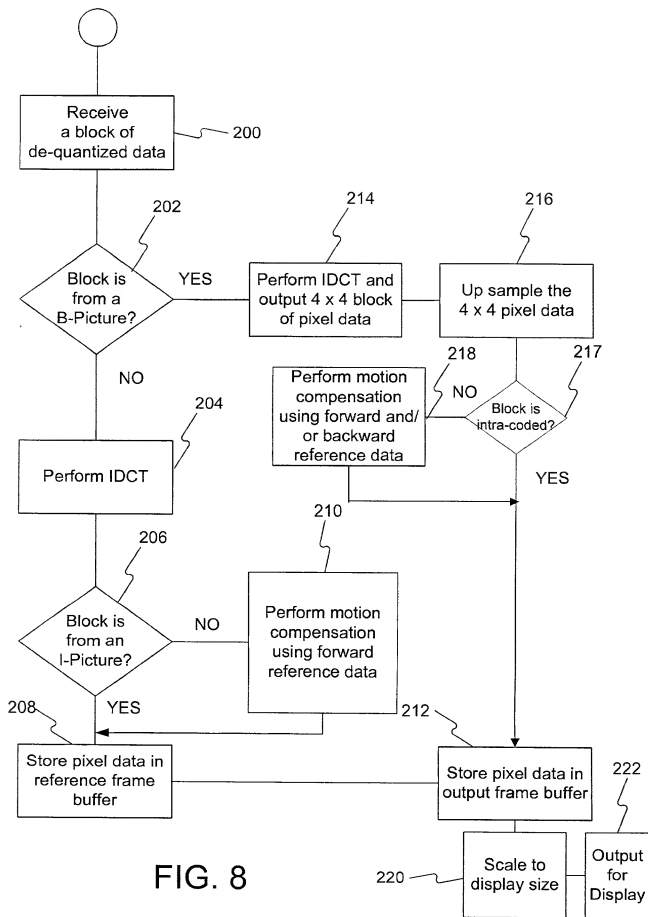 Receive
a block of
de-quantized data
200
202
Block is
from a
B-Picture?
YES
NO
214
Perform IDCT and
output 4 x 4 block
of pixel data
216
Up sample the
4 x 4 pixel data
218
217
Perform motion
compensation
using forward and/
or backward
reference data
NO
Block is
intra-coded?
YES
204
Perform IDCT
206
Block is
from an
I-Picture?
NO
YES
210
Perform motion
compensation
using forward
reference data
208
Store pixel data in
reference frame
buffer
212
Store pixel data in
output frame buffer
222
220
Scale to
display size
Output
for
Display
FIG. 8